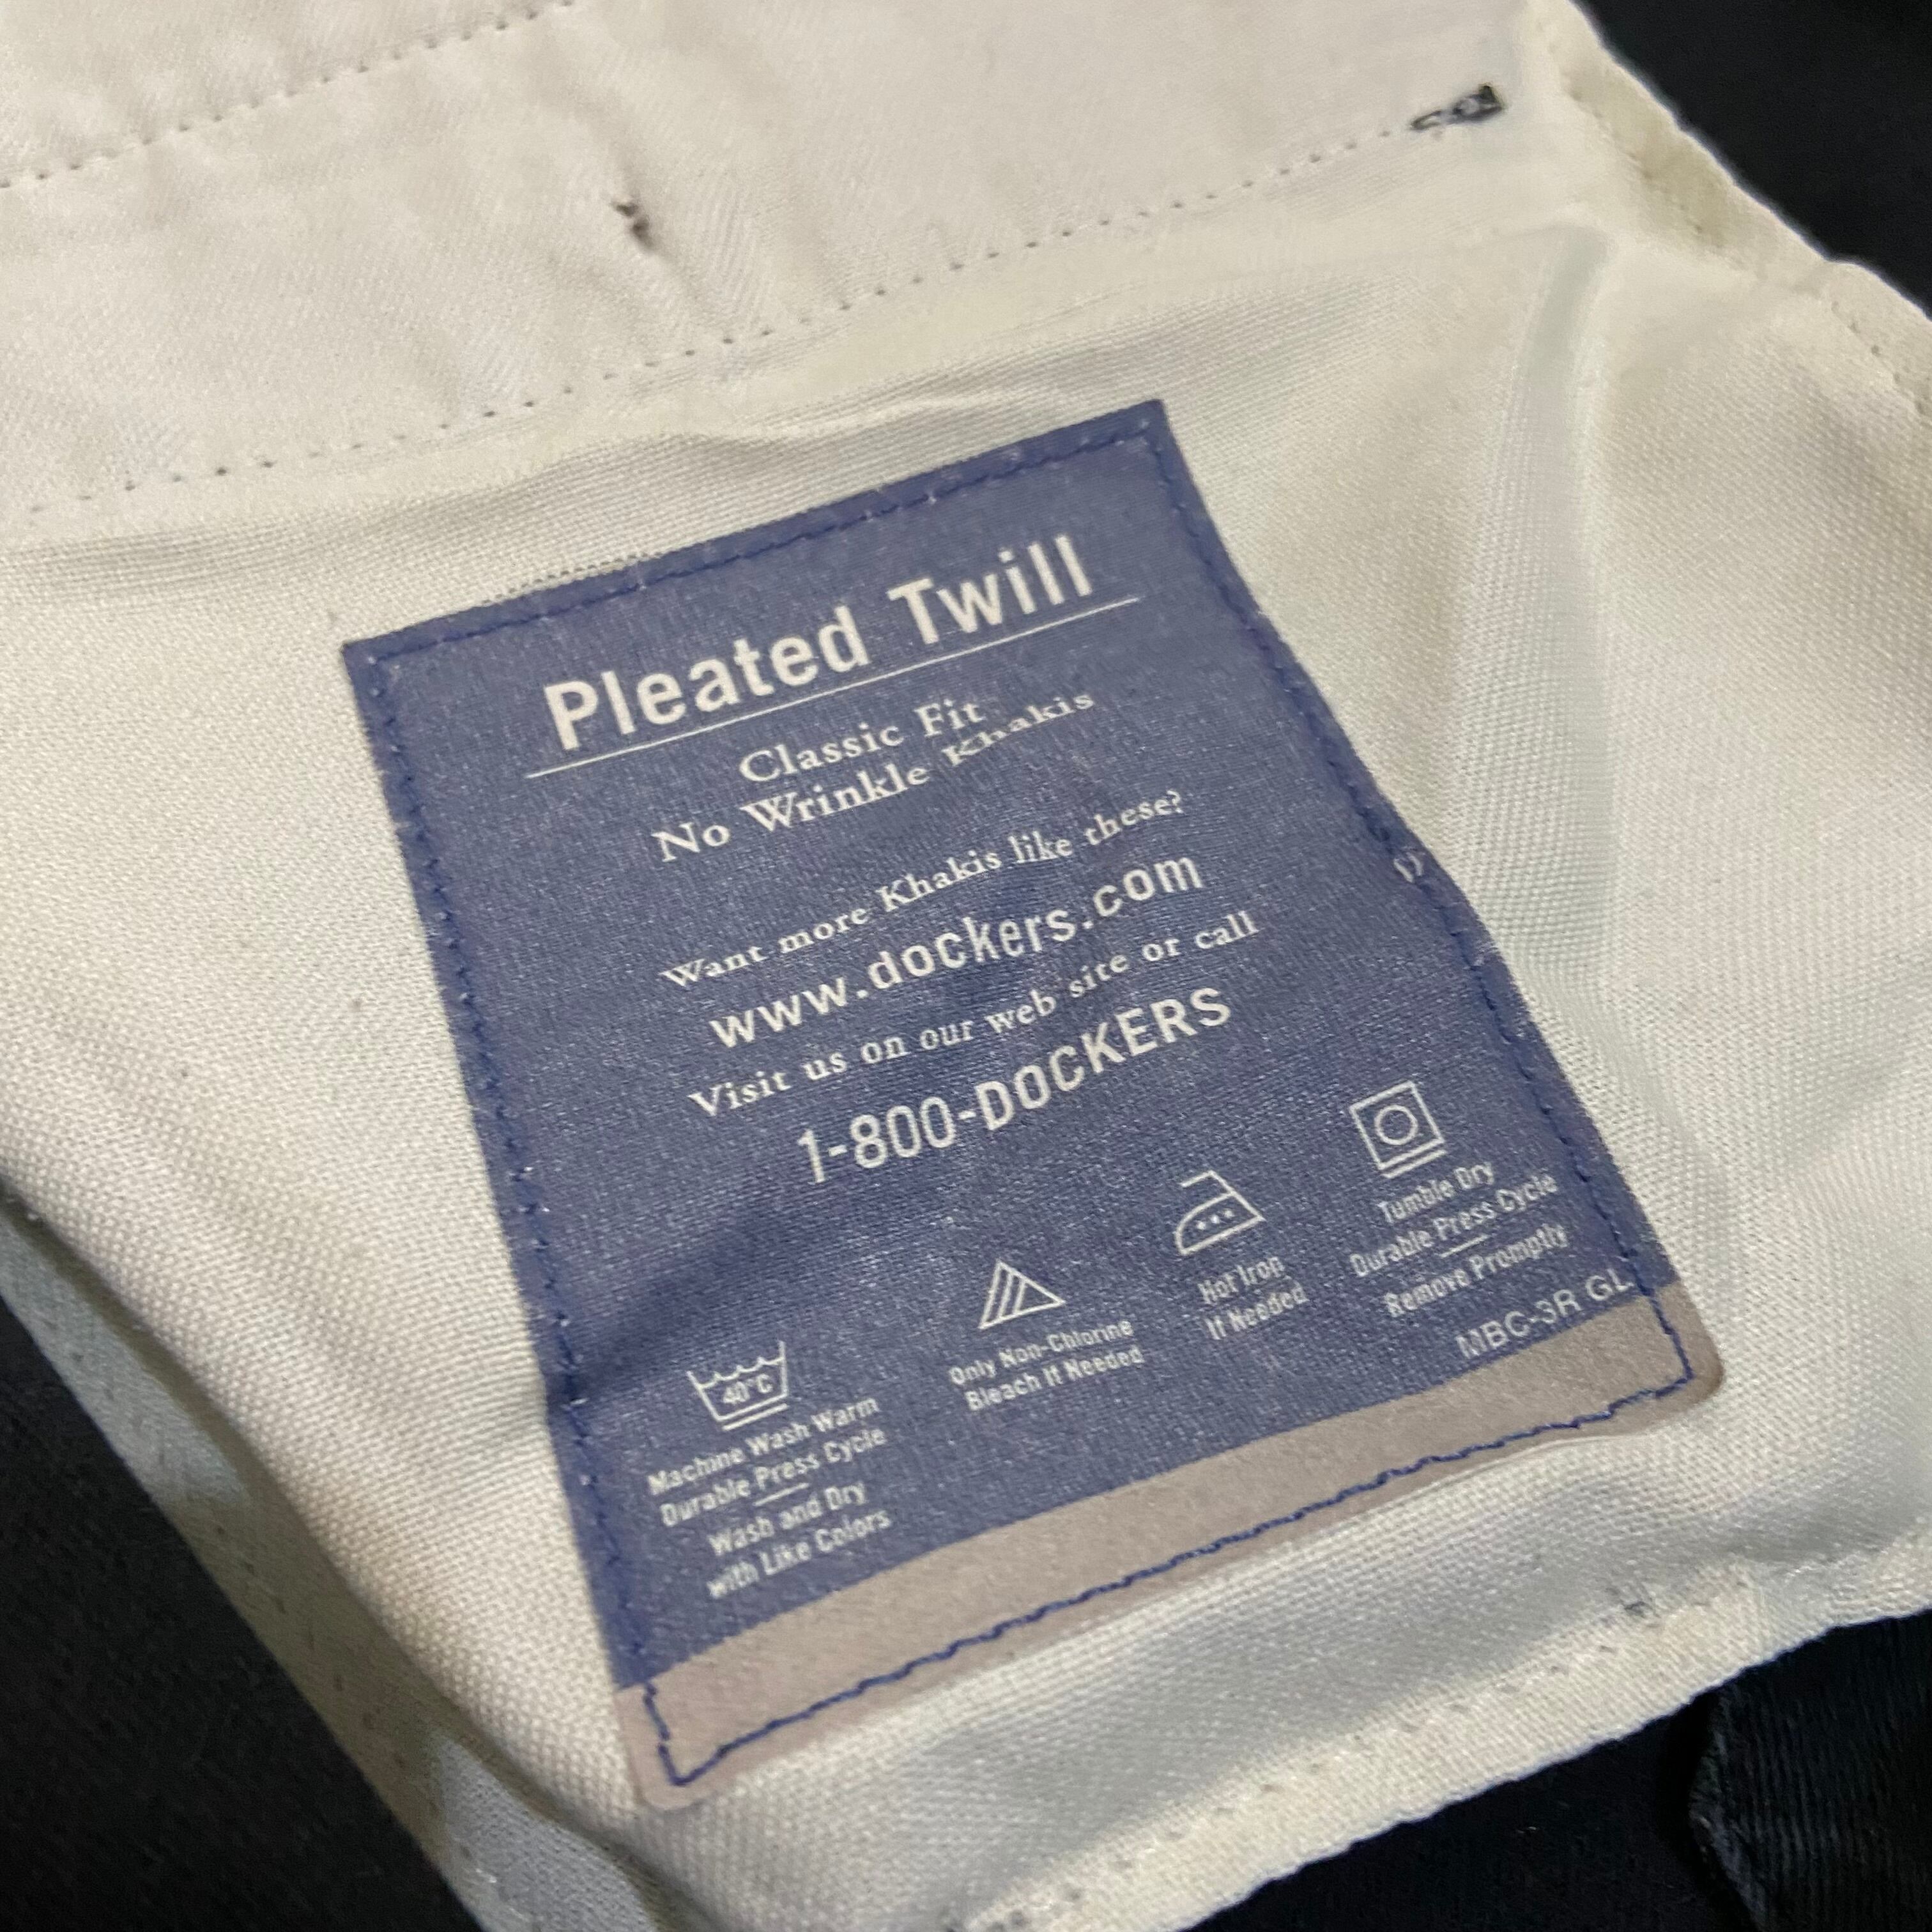 Pleated Twill
Classic Fit
No Wrinkle Khakis
Want more Khakis like these?
www.dockers.com
Visit us on our web site or call
1-800-DOCKERS
40°C
Machine Wash Warm
Durable Press Cycle
Wash and Dry
with Like Colors
Only Non-Chlorine
Bleach If Needed
Hot Iron
If Needed
Tumble Dry
Durable Press Cycle
Remove Promptly
MBC-3R GL